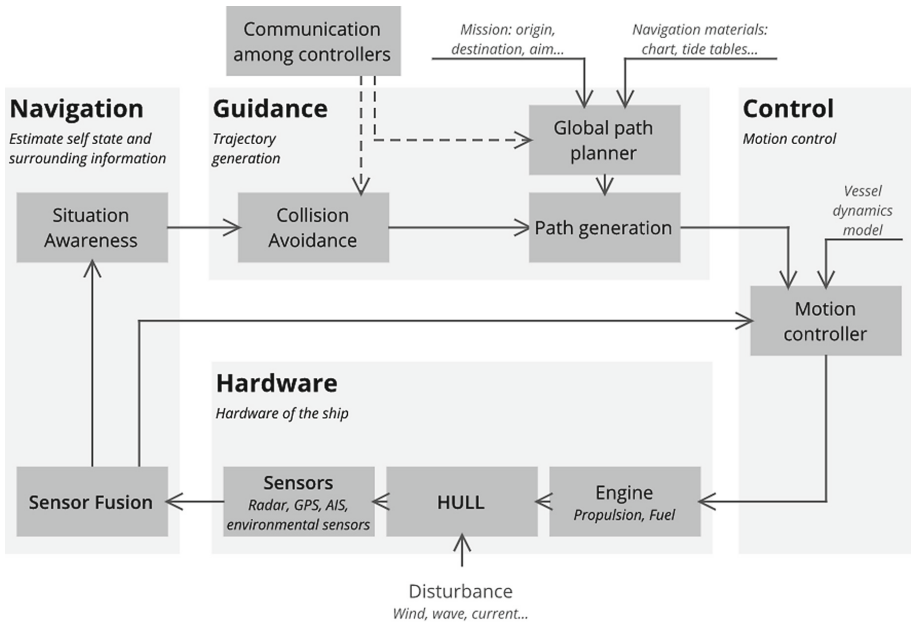 Communication
among controllers
Mission: origin,
destination, aim...
Navigation materials:
chart, tide tables...
Navigation
Estimate self state and
surrounding information
Guidance
Trajectory
generation
Global path
planner
Control
Motion control
Situation
Awareness
Collision
Avoidance
Path generation
Vessel
dynamics
model
Motion
controller
Hardware
Hardware of the ship
Sensor Fusion
Sensors
Radar, GPS, AIS,
environmental sensors
HULL
Engine
Propulsion, Fuel
Disturbance
Wind, wave, current...